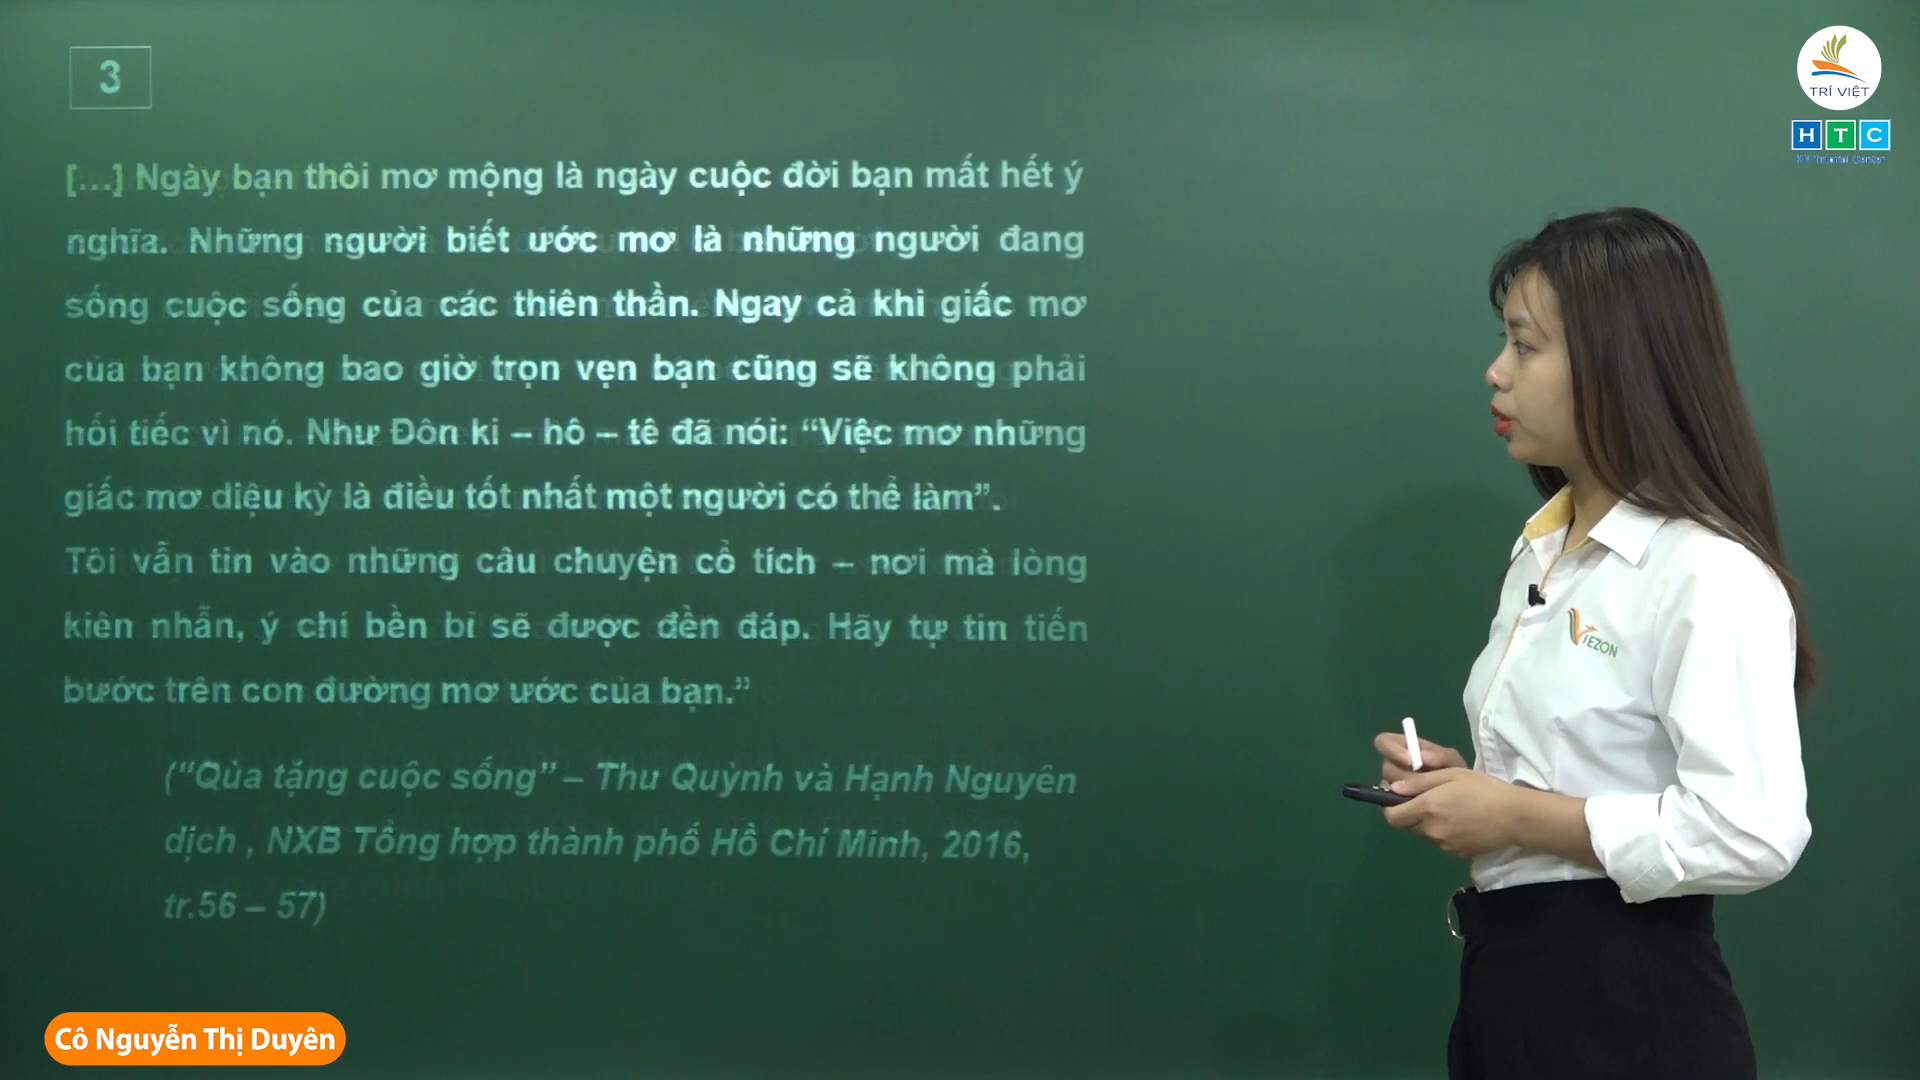 3
[...] Ngày bạn thôi mơ mộng là ngày cuộc đời bạn mất hết ý
nghĩa. Những người biết ước mơ là những người đang
sống cuộc sống của các thiên thần. Ngay cả khi giấc mơ
của bạn không bao giờ trọn vẹn bạn cũng sẽ không phải
hối tiếc vì nó. Như Đôn ki – hô – tê đã nói: “Việc mơ những
giấc mơ diệu kỳ là điều tốt nhất một người có thể làm”.
Tôi vẫn tin vào những câu chuyện cổ tích – nơi mà lòng
kiên nhẫn, ý chí bền bỉ sẽ được đền đáp. Hãy tự tin tiến
bước trên con đường mơ ước của bạn.”
(“Qùa tặng cuộc sống” – Thu Quỳnh và Hạnh Nguyên
dịch , NXB Tổng hợp thành phố Hồ Chí Minh, 2016,
tr.56 – 57)
TRÍ VIỆT
HTC
VIEZON
Cô Nguyễn Thị Duyên